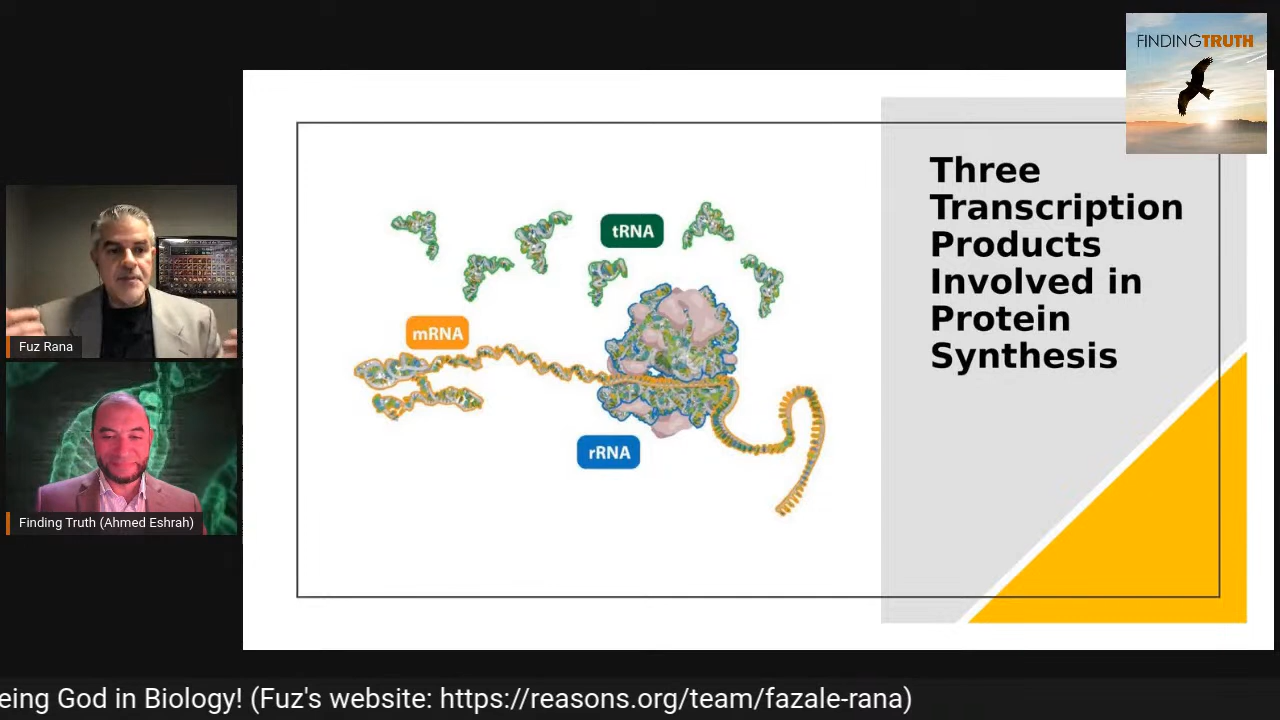 FINDINGTRUTH
Three
Transcription
Products
Involved in
Protein
Synthesis
tRNA
mRNA
rRNA
Fuz Rana
Finding Truth (Ahmed Eshrah)
eing God in Biology! (Fuz's website: https://reasons.org/team/fazale-rana)